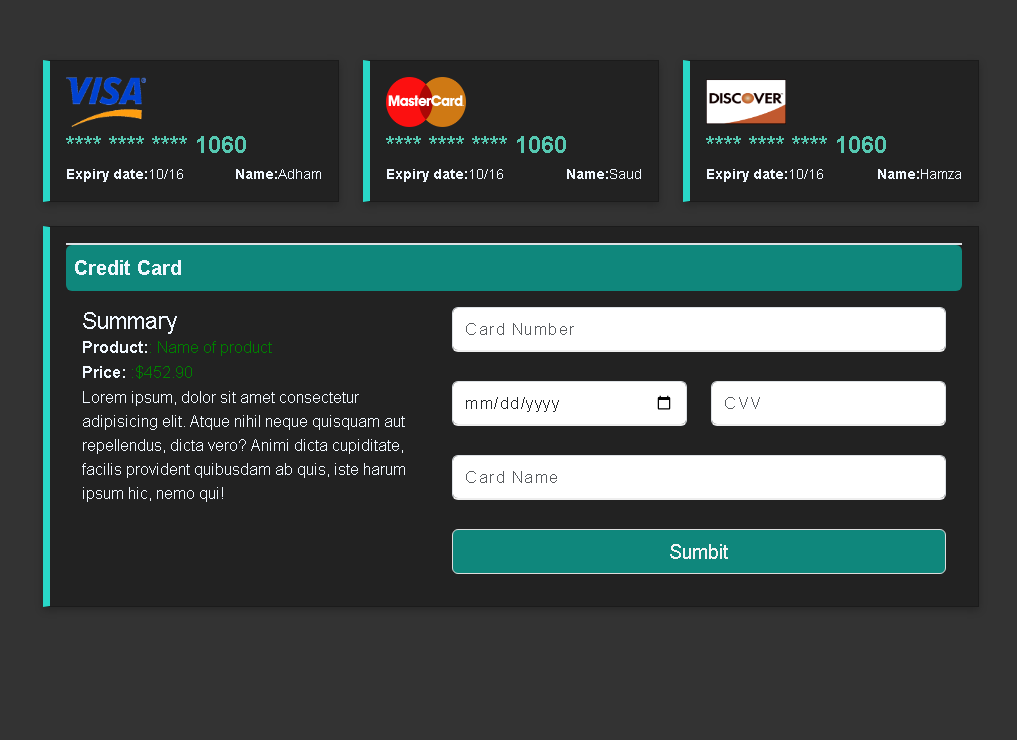 VISA
**** **** **** 1060
Expiry date:10/16 Name:Adham
MasterCard
**** **** **** 1060
Expiry date:10/16 Name:Saud
DISCOVER
**** **** **** 1060
Expiry date:10/16 Name:Hamza
Credit Card
Summary
Product: Name of product
Price: $452.90
Lorem ipsum, dolor sit amet consectetur
adipisicing elit. Atque nihil neque quisquam aut
repellendus, dicta vero? Animi dicta cupiditate,
facilis provident quibusdam ab quis, iste harum
ipsum hic, nemo qui!
Card Number
mm/dd/yyyy
CVV
Card Name
Sumbit